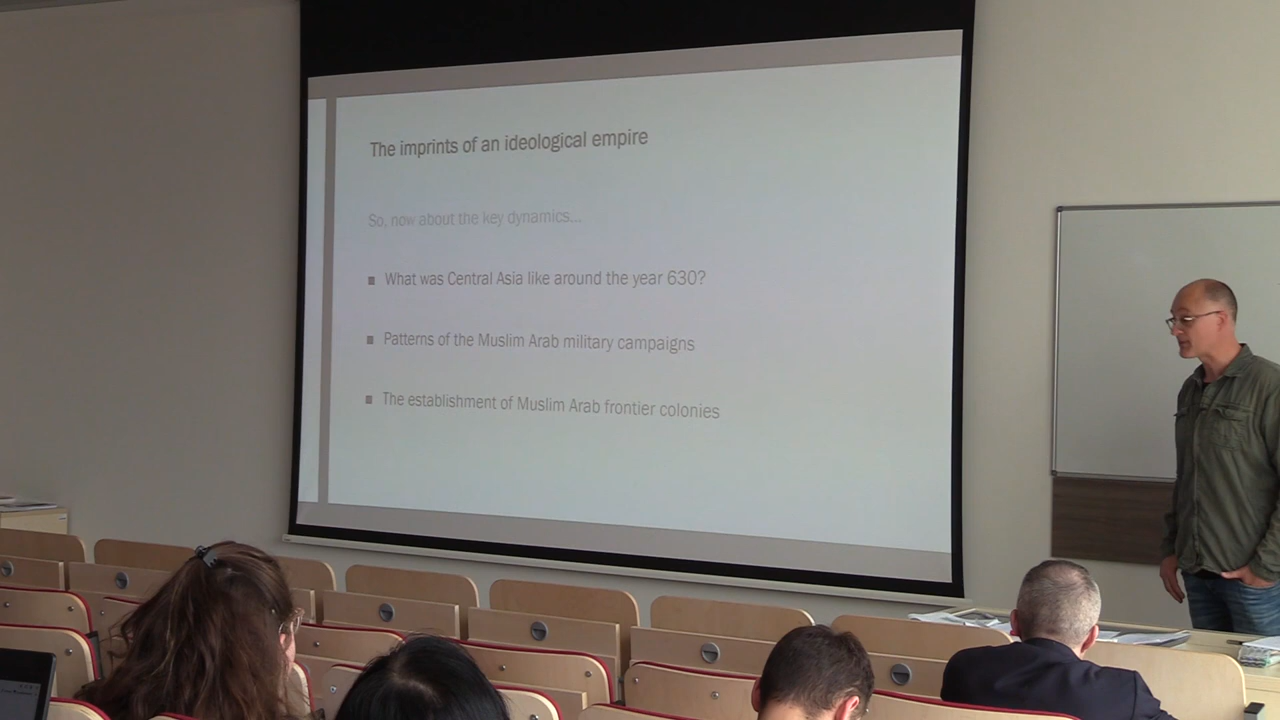 The imprints of an ideological empire
So, now about the key dynamics...
What was Central Asia like around the year 630?
Patterns of the Muslim Arab military campaigns
The establishment of Muslim Arab frontier colonies